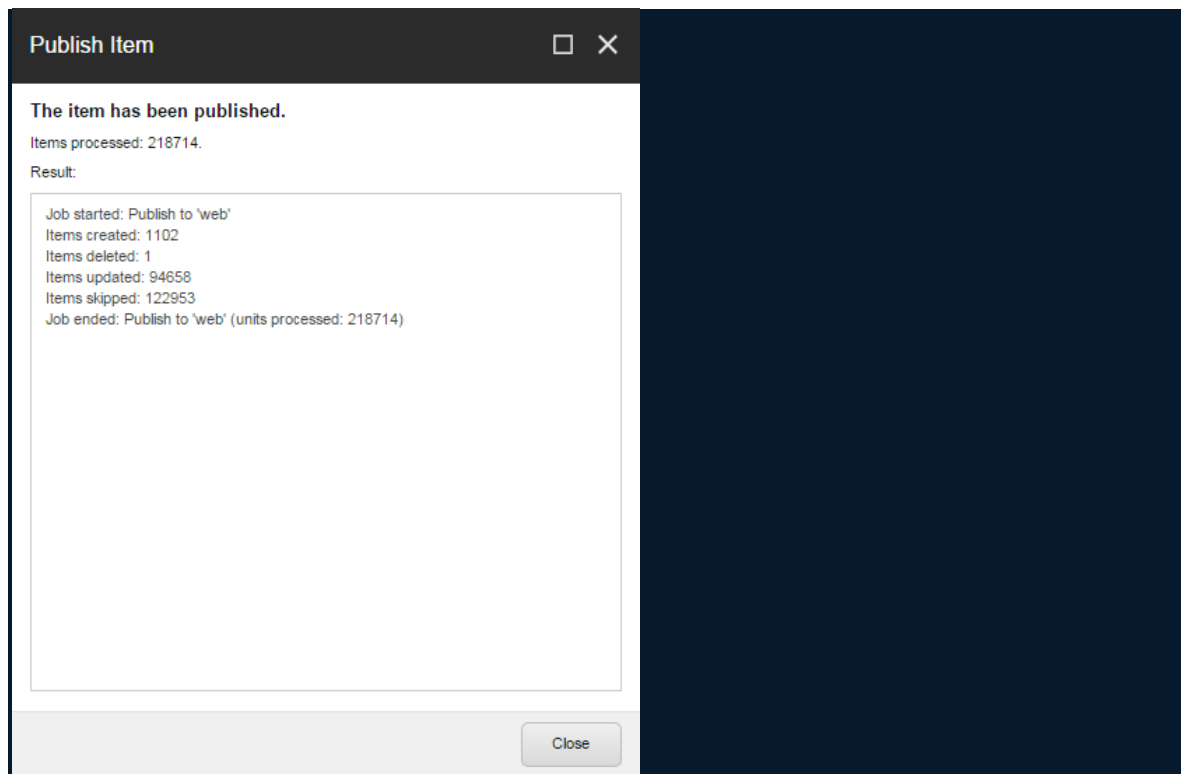 Publish Item
The item has been published.
Items processed: 218714.
Result:
Job started: Publish to 'web'
Items created: 1102
Items deleted: 1
Items updated: 94658
Items skipped: 122953
Job ended: Publish to 'web' (units processed: 218714)
Close